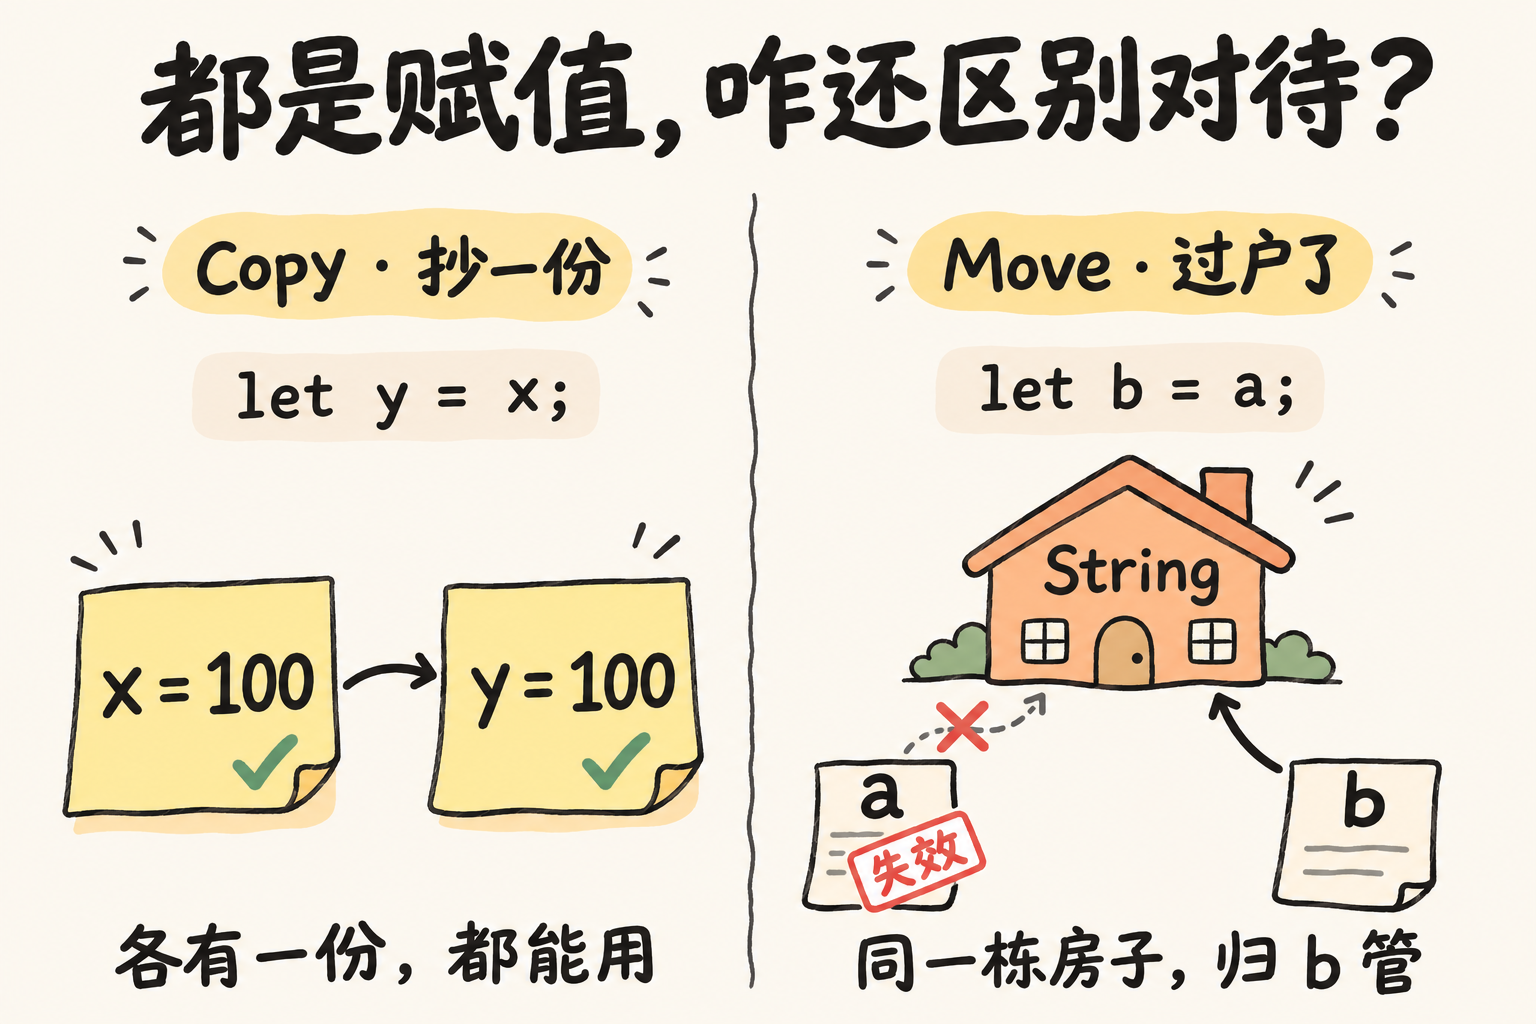 都是赋值，咋还区别对待？
Copy · 抄一份
let y = x;
x = 100
y = 100
各有一份，都能用
Move · 过户了
let b = a;
String
a
失效
b
同一栋房子，归 b 管